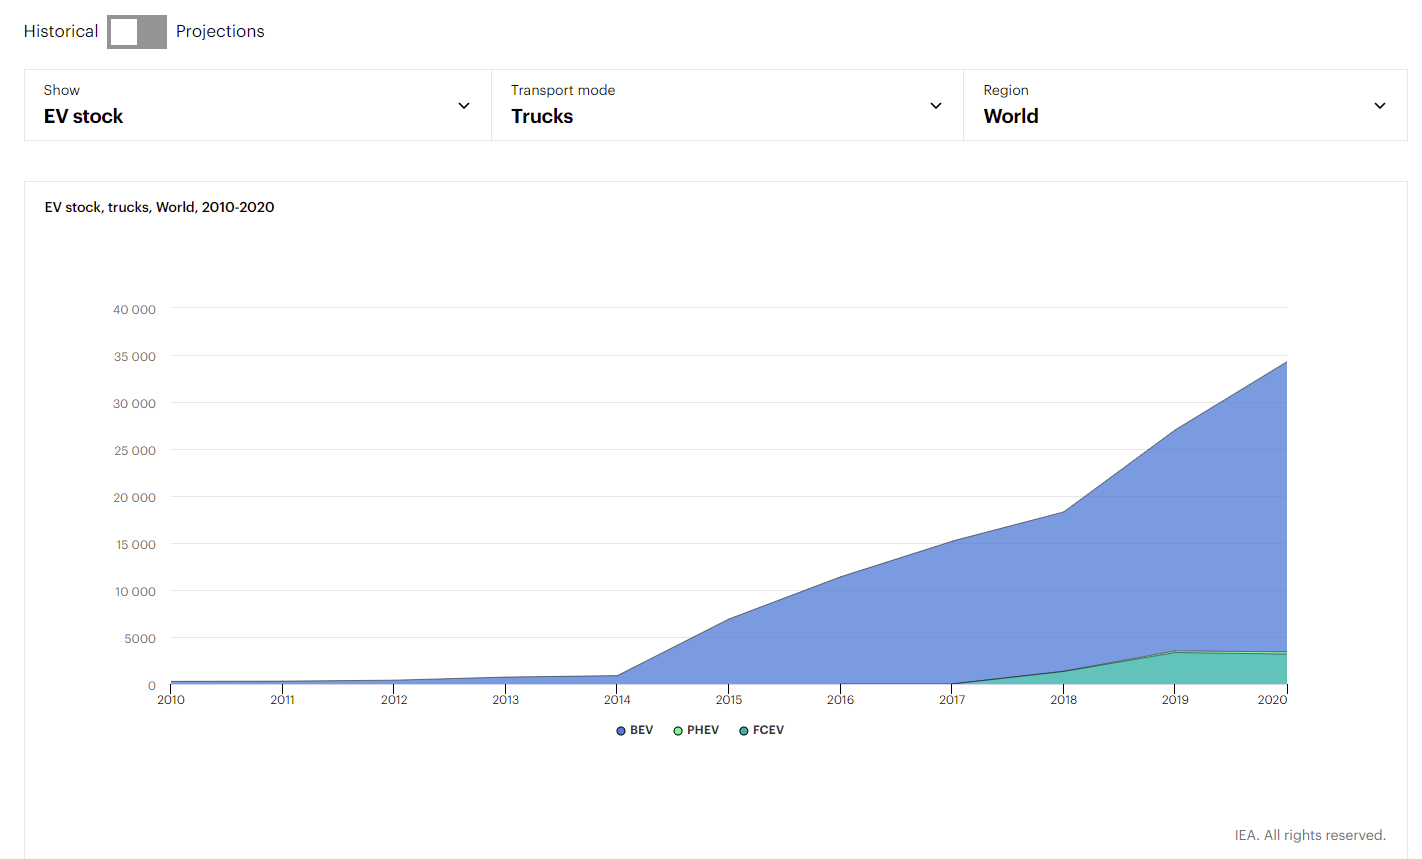 Historical Projections
Show Transport mode Region
EV stock Trucks World
EV stock, trucks, World, 2010-2020
40 000
35 000
30 000
25 000
20 000
15 000
10 000
5000
0
2010 2011 2012 2013 2014 2015 2016 2017 2018 2019 2020
BEV PHEV FCEV
IEA. All rights reserved.